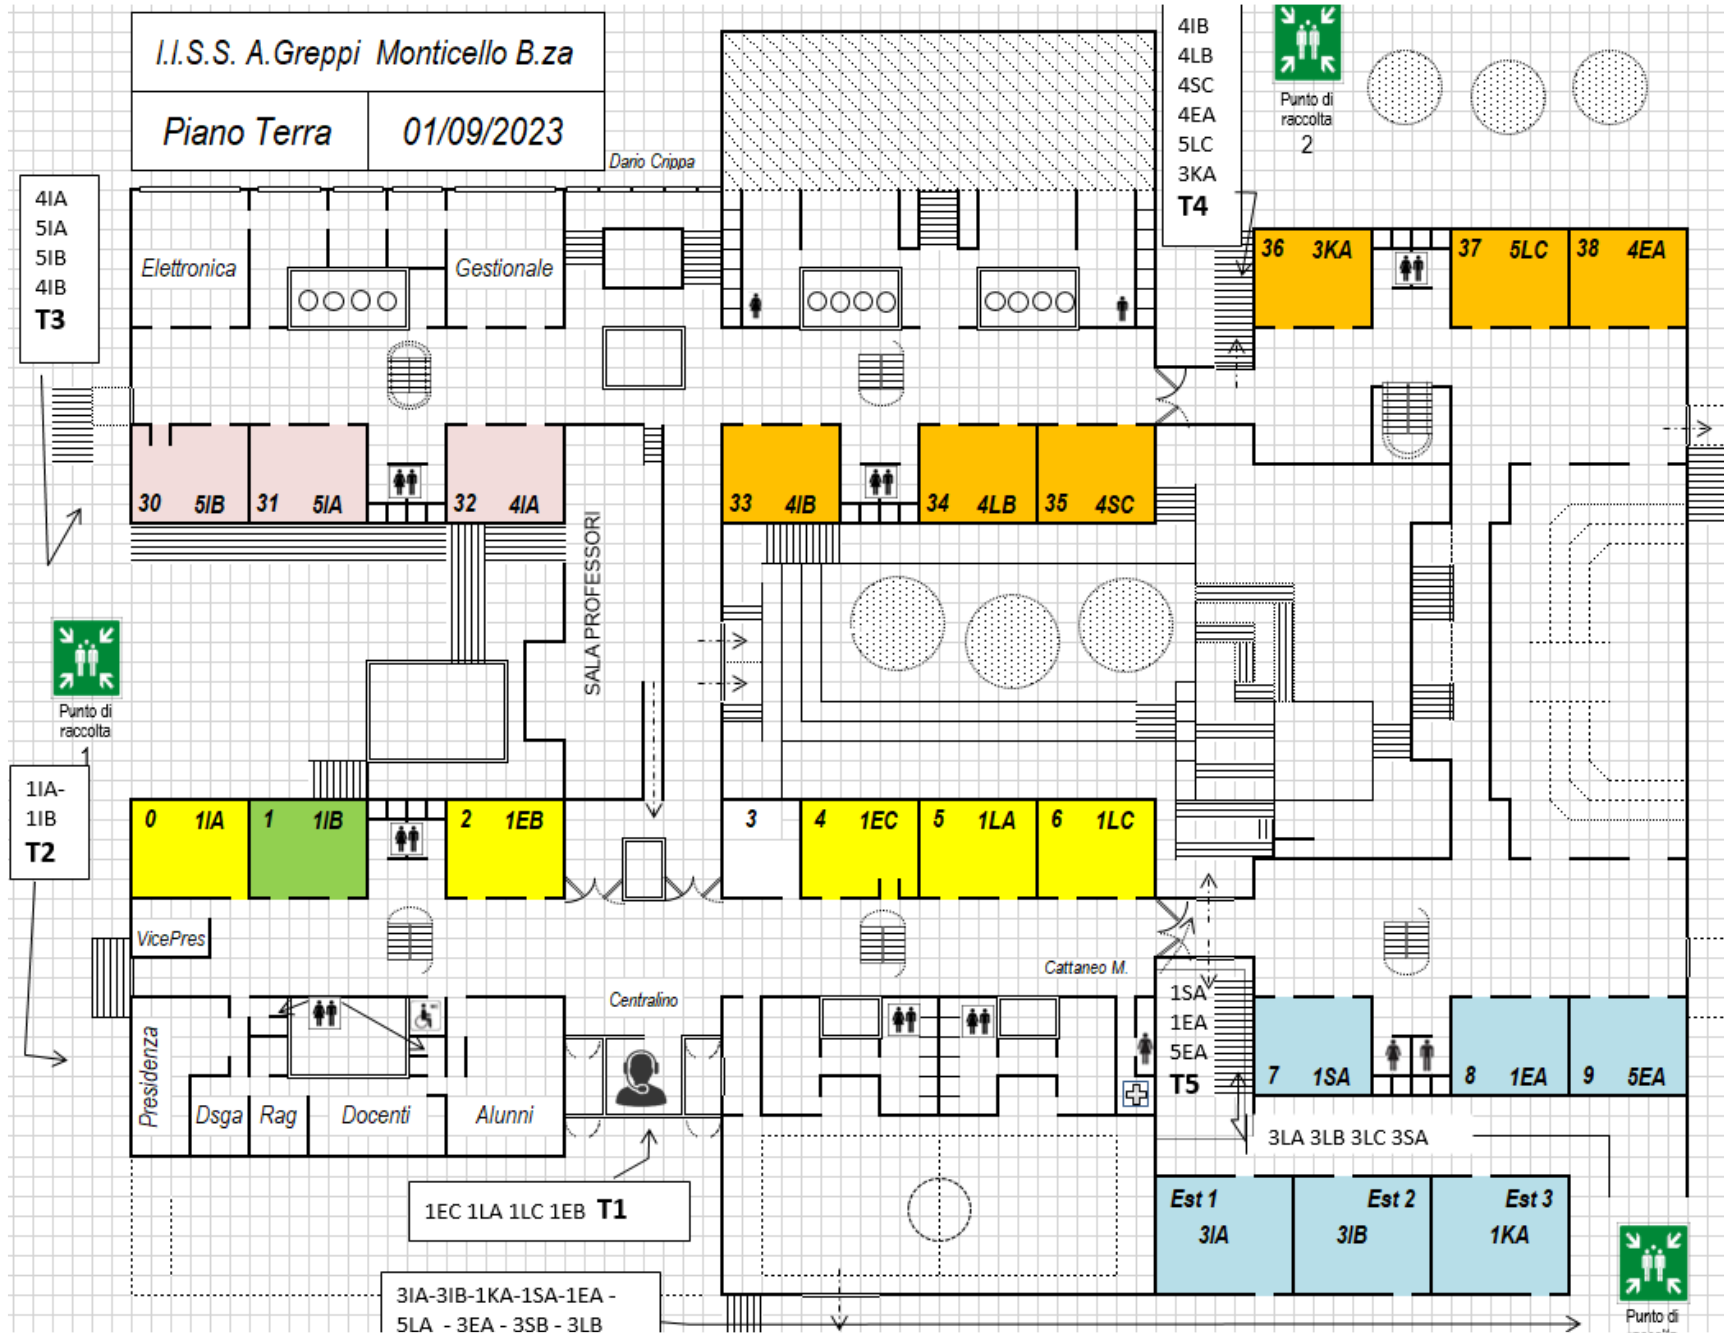 I.I.S.S. A.Greppi Monticello B.za
Piano Terra
01/09/2023
Dario Crippa
4IB
4LB
4SC
4EA
5LC
3KA
T4
Punto di
raccolta
2
4IA
5IA
5IB
4IB
T3
Elettronica
Gestionale
36 3KA
37 5LC
38 4EA
30 5IB
31 5IA
32 4IA
33 4IB
34 4LB
35 4SC
SALA PROFESSORI
Punto di
raccolta
1
1IA-
1IB
T2
0 1IA
1 1IB
2 1EB
3
4 1EC
5 1LA
6 1LC
VicePres
Cattaneo M.
Centralino
1SA
1EA
5EA
T5
7 1SA
8 1EA
9 5EA
Presidenza
Dsga
Rag
Docenti
Alunni
3LA 3LB 3LC 3SA
1EC 1LA 1LC 1EB T1
Est 1
3IA
Est 2
3IB
Est 3
1KA
3IA-3IB-1KA-1SA-1EA -
5LA - 3EA - 3SB - 3LB
Punto di